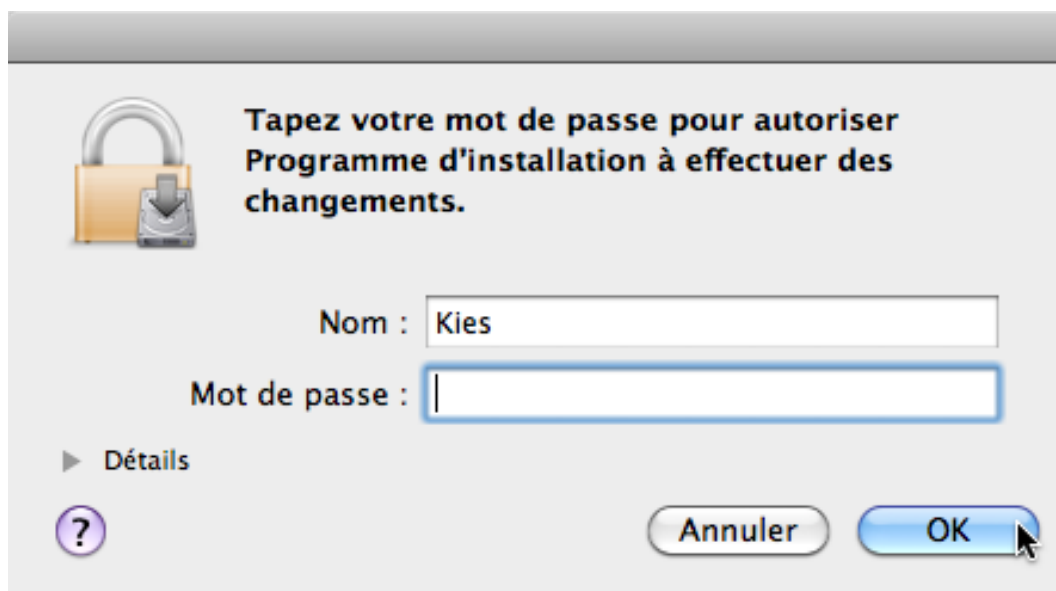 Tapez votre mot de passe pour autoriser
Programme d'installation à effectuer des
changements.
Nom : Kies
Mot de passe :
Détails
?
Annuler OK